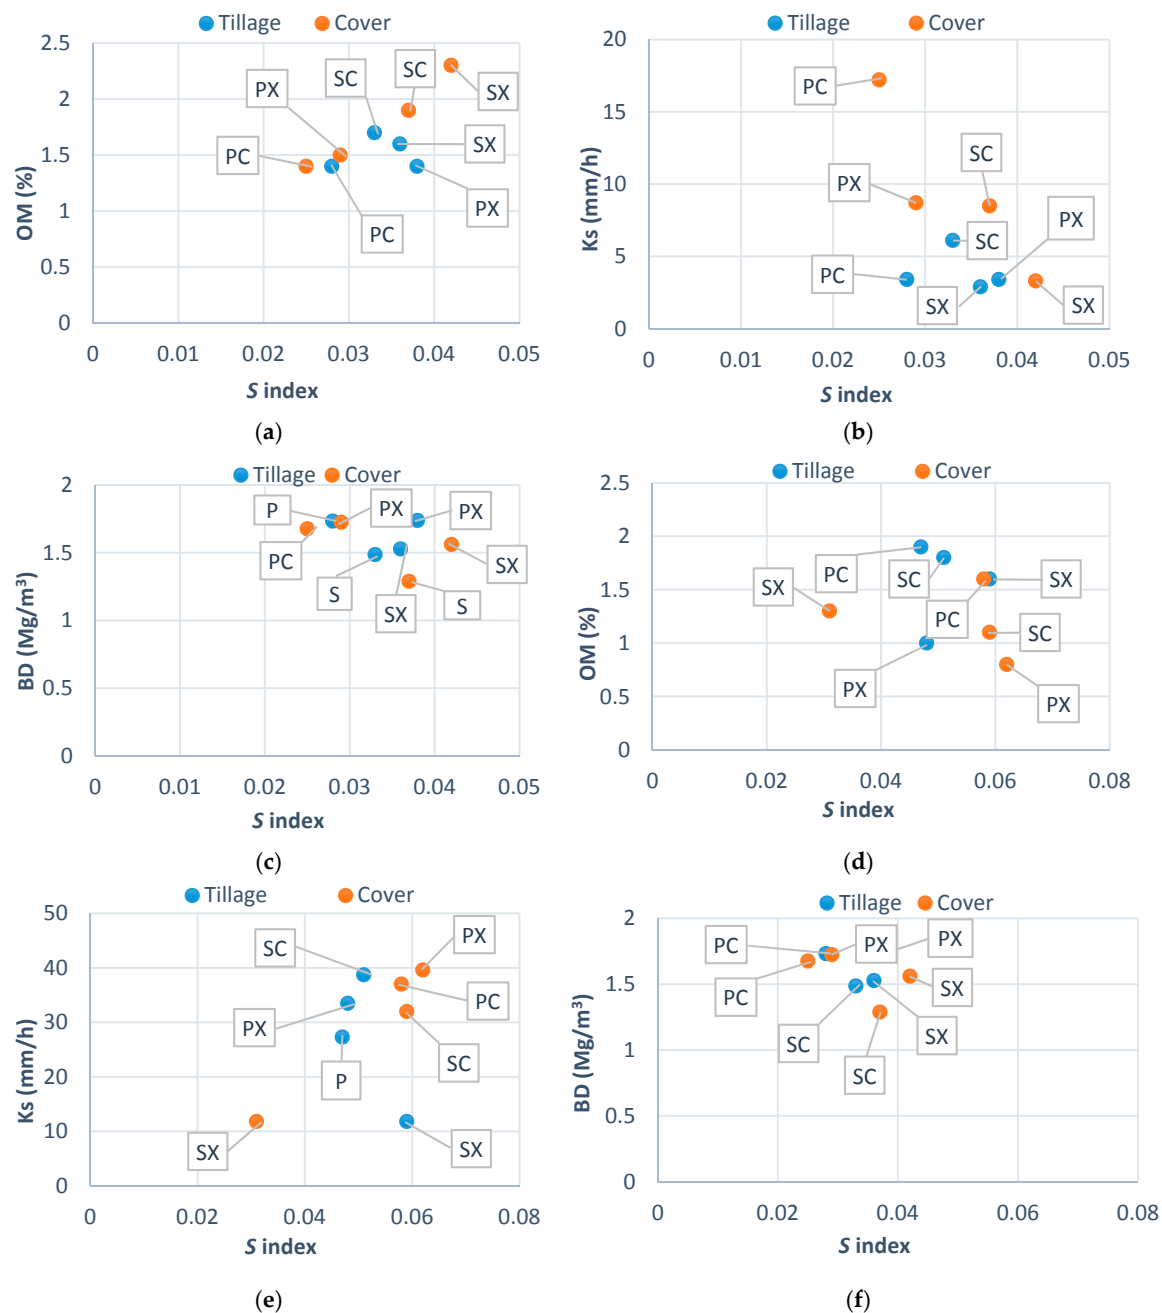 Tillage Cover
2.5
2
1.5
1
0.5
0
OM (%)
PX
SC
SC
SX
PC
SX
PC
PX
0 0.01 0.02 0.03 0.04 0.05
S index
(a)
Tillage Cover
20
15
10
5
0
Ks (mm/h)
PC
SC
PX
PX
SC
PC
SX
SX
0 0.01 0.02 0.03 0.04 0.05
S index
(b)
Tillage Cover
2
1.5
1
0.5
0
BD (Mg/m³)
P
PX
PX
PC
SX
S
SX
S
0 0.01 0.02 0.03 0.04 0.05
S index
(c)
Tillage Cover
2.5
2
1.5
1
0.5
0
OM (%)
SX
PC
SC
SX
PC
SC
PX
PX
0 0.02 0.04 0.06 0.08
S index
(d)
Tillage Cover
50
40
30
20
10
0
Ks (mm/h)
SC
PX
PC
PX
SC
P
SX
SX
0 0.02 0.04 0.06 0.08
S index
(e)
Tillage Cover
2
1.5
1
0.5
0
BD (Mg/m³)
PC
PX
PX
PC
SX
SC
SX
SC
0 0.02 0.04 0.06 0.08
S index
(f)